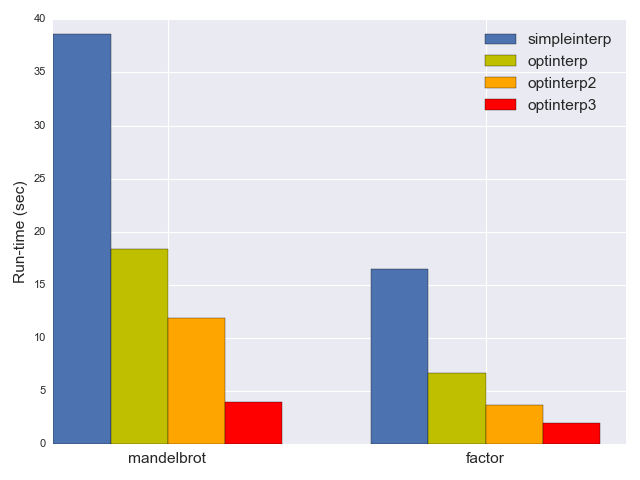 40
35
30
25
20
15
10
5
0
Run-time (sec)
simpleinterp
optinterp
optinterp2
optinterp3
mandelbrot
factor